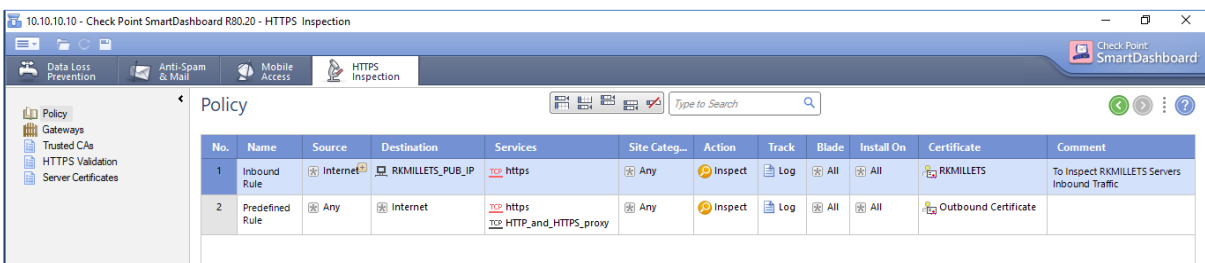 10.10.10.10 - Check Point SmartDashboard R80.20 - HTTPS Inspection
Check Point
SmartDashboard
Data Loss
Prevention
Anti-Spam
& Mail
Mobile
Access
HTTPS
Inspection
Policy
Gateways
Trusted CAs
HTTPS Validation
Server Certificates
Policy
Type to Search
No. Name Source Destination Services Site Categ... Action Track Blade Install On Certificate Comment
1 Inbound Internet RKMILLETS_PUB_IP TCP https Any Inspect Log All All RKMILLETS To Inspect RKMILLETS Servers
Rule Inbound Traffic
2 Predefined Any Internet TCP https Any Inspect Log All All Outbound Certificate
Rule TCP HTTP_and_HTTPS_proxy